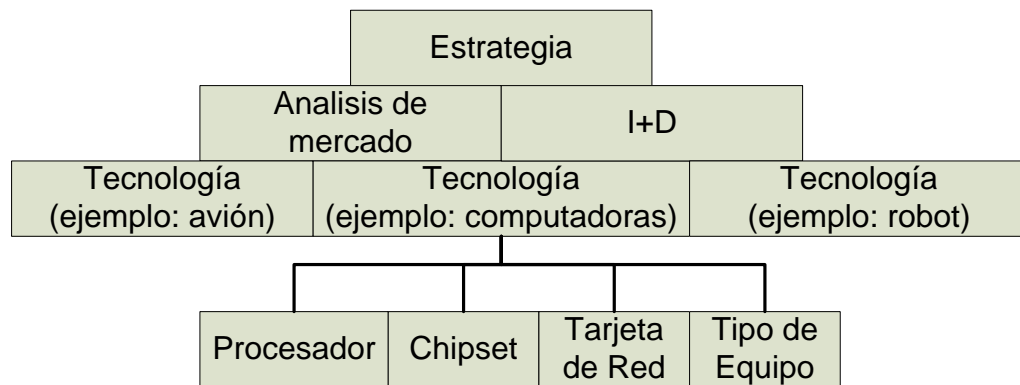 Estrategia
Analisis de
mercado
I+D
Tecnología
(ejemplo: avión)
Tecnología
(ejemplo: computadoras)
Tecnología
(ejemplo: robot)
Procesador
Chipset
Tarjeta
de Red
Tipo de
Equipo